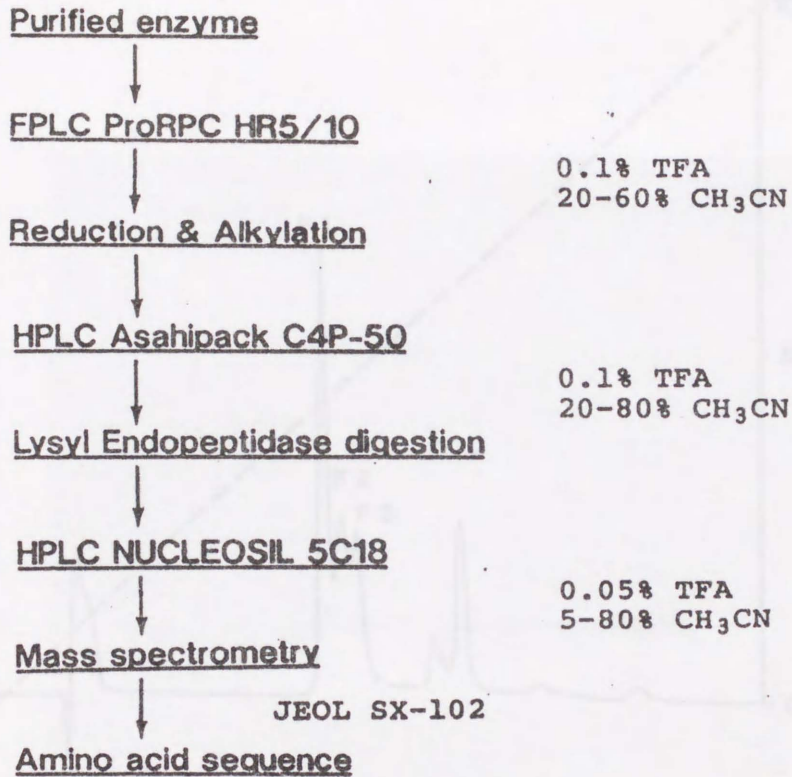 Purified enzyme
FPLC ProRPC HR5/10
0.1% TFA
20-60% CH₃CN
Reduction & Alkylation
HPLC Asahipack C4P-50
0.1% TFA
20-80% CH₃CN
Lysyl Endopeptidase digestion
HPLC NUCLEOSIL 5C18
0.05% TFA
5-80% CH₃CN
Mass spectrometry
JEOL SX-102
Amino acid sequence